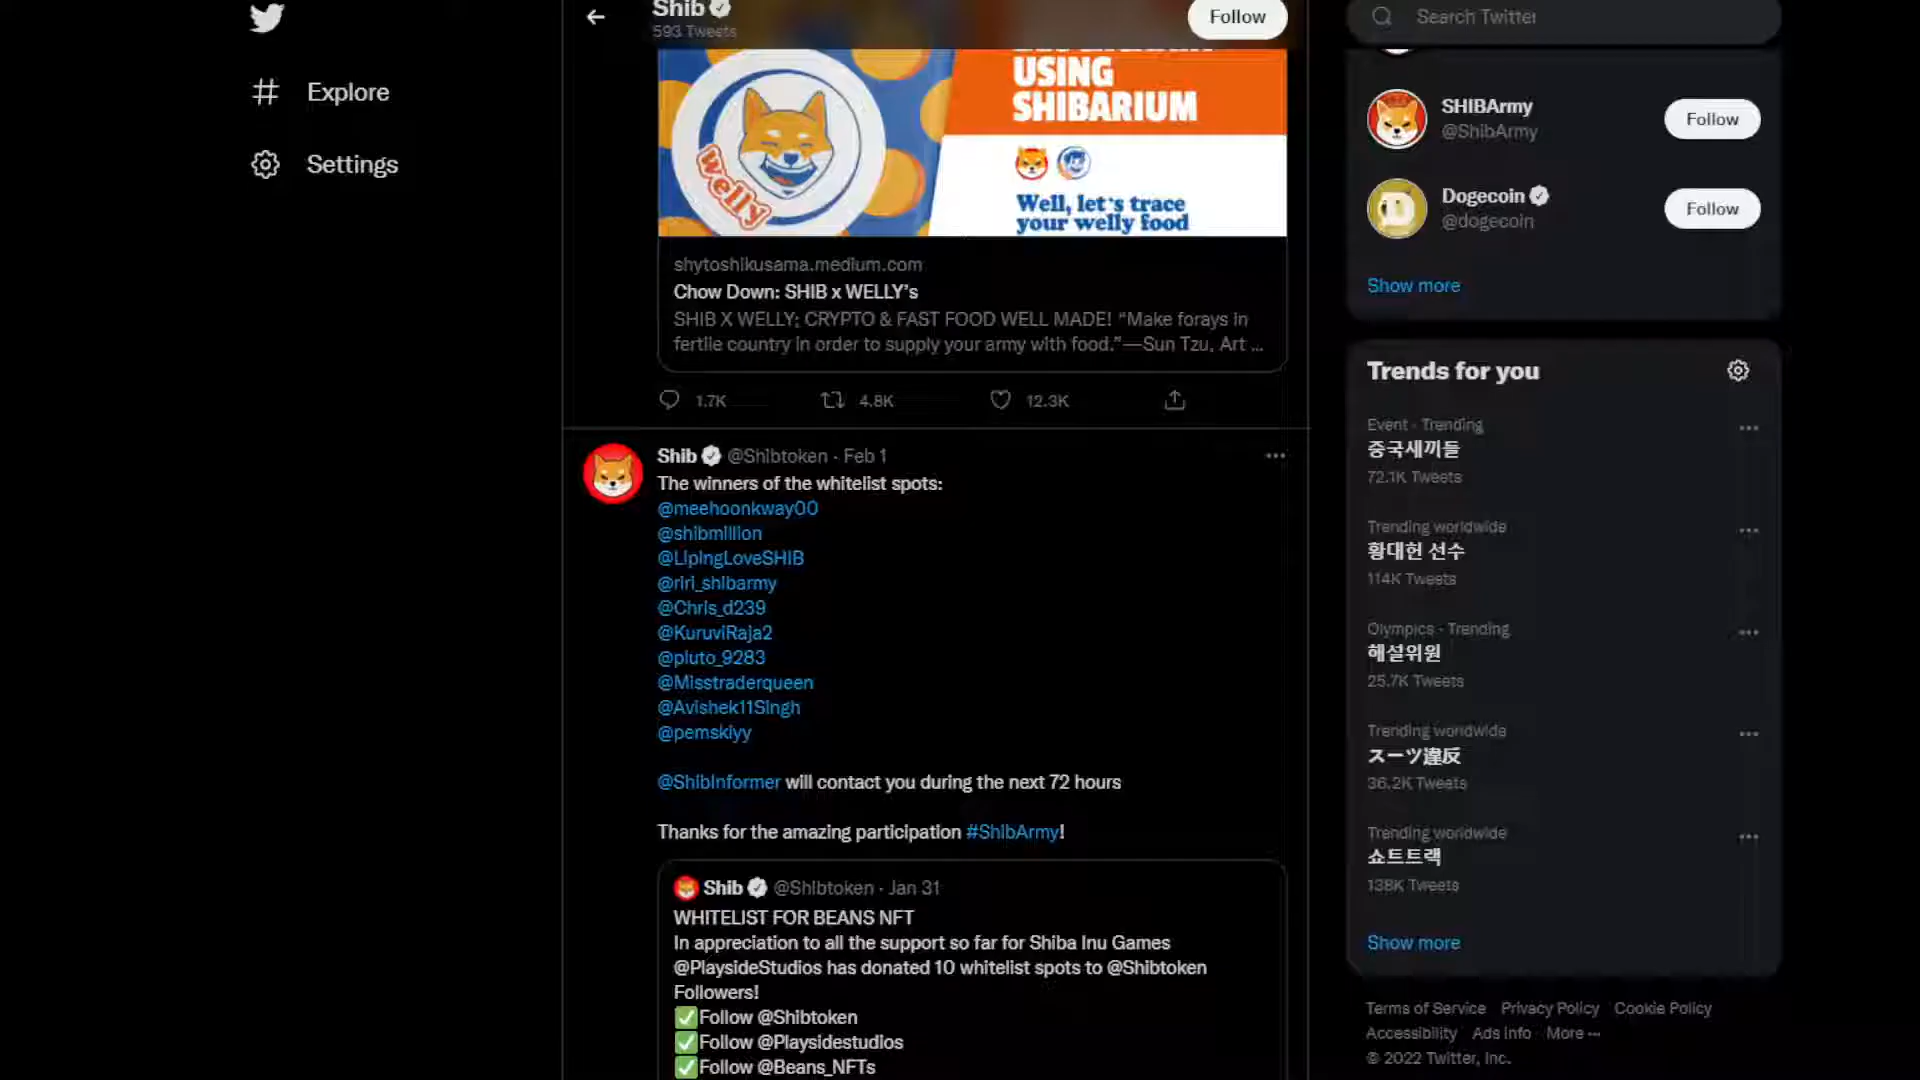 Explore
Settings
Shib
593 Tweets
Follow
USING
SHIBARIUM
welly
Well, let's trace
your welly food
shytoshikusama.medium.com
Chow Down: SHIB x WELLY's
SHIB X WELLY: CRYPTO & FAST FOOD WELL MADE! “Make forays in
fertile country in order to supply your army with food.”—Sun Tzu, Art ...
1.7K
4.8K
12.3K
Shib @Shibtoken · Feb 1
The winners of the whitelist spots:
@meehoonkway00
@shibmillion
@LipingLoveSHIB
@riri_shibarmy
@Chris_d239
@KuruviRaja2
@pluto_9283
@Misstraderqueen
@Avishek11Singh
@pemskiyy
@ShibInformer will contact you during the next 72 hours
Thanks for the amazing participation #ShibArmy!
Shib @Shibtoken · Jan 31
WHITELIST FOR BEANS NFT
In appreciation to all the support so far for Shiba Inu Games
@PlaysideStudios has donated 10 whitelist spots to @Shibtoken
Followers!
✅Follow @Shibtoken
✅Follow @Playsidestudios
✅Follow @Beans_NFTs
Search Twitter
SHIBArmy
@ShibArmy
Follow
Dogecoin
@dogecoin
Follow
Show more
Trends for you
Event · Trending
중국새끼들
72.1K Tweets
Trending worldwide
황대헌 선수
114K Tweets
Olympics · Trending
해설위원
25.7K Tweets
Trending worldwide
スーツ違反
36.2K Tweets
Trending worldwide
쇼트트랙
138K Tweets
Show more
Terms of Service Privacy Policy Cookie Policy
Accessibility Ads info More ···
© 2022 Twitter, Inc.